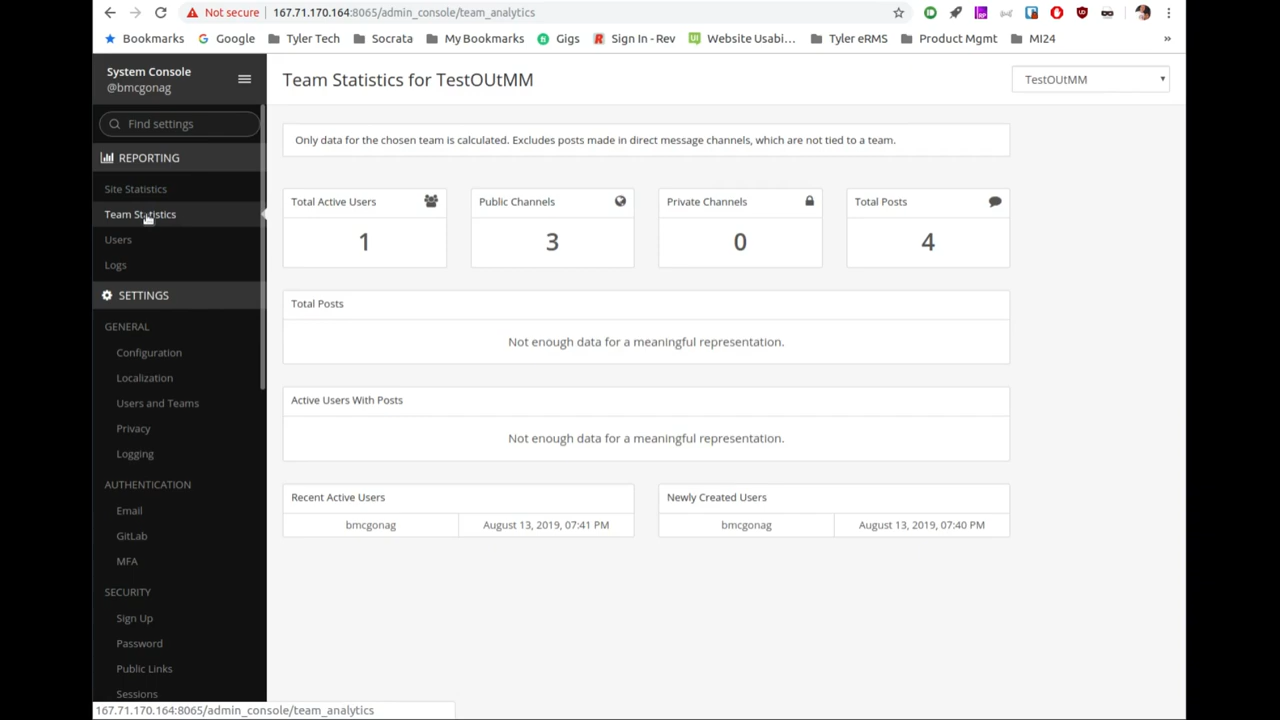 Not secure 167.71.170.164:8065/admin_console/team_analytics
Bookmarks Google Tyler Tech Socrata My Bookmarks Gigs Sign In - Rev Website Usabi... Tyler eRMS Product Mgmt MI24 »
System Console
@bmcgonag
Team Statistics for TestOUtMM
TestOUtMM
Find settings
Only data for the chosen team is calculated. Excludes posts made in direct message channels, which are not tied to a team.
REPORTING
Site Statistics
Team Statistics
Users
Logs
SETTINGS
GENERAL
Configuration
Localization
Users and Teams
Privacy
Logging
AUTHENTICATION
Email
GitLab
MFA
SECURITY
Sign Up
Password
Public Links
Sessions
Total Active Users
1
Public Channels
3
Private Channels
0
Total Posts
4
Total Posts
Not enough data for a meaningful representation.
Active Users With Posts
Not enough data for a meaningful representation.
Recent Active Users
bmcgonag August 13, 2019, 07:41 PM
Newly Created Users
bmcgonag August 13, 2019, 07:40 PM
167.71.170.164:8065/admin_console/team_analytics